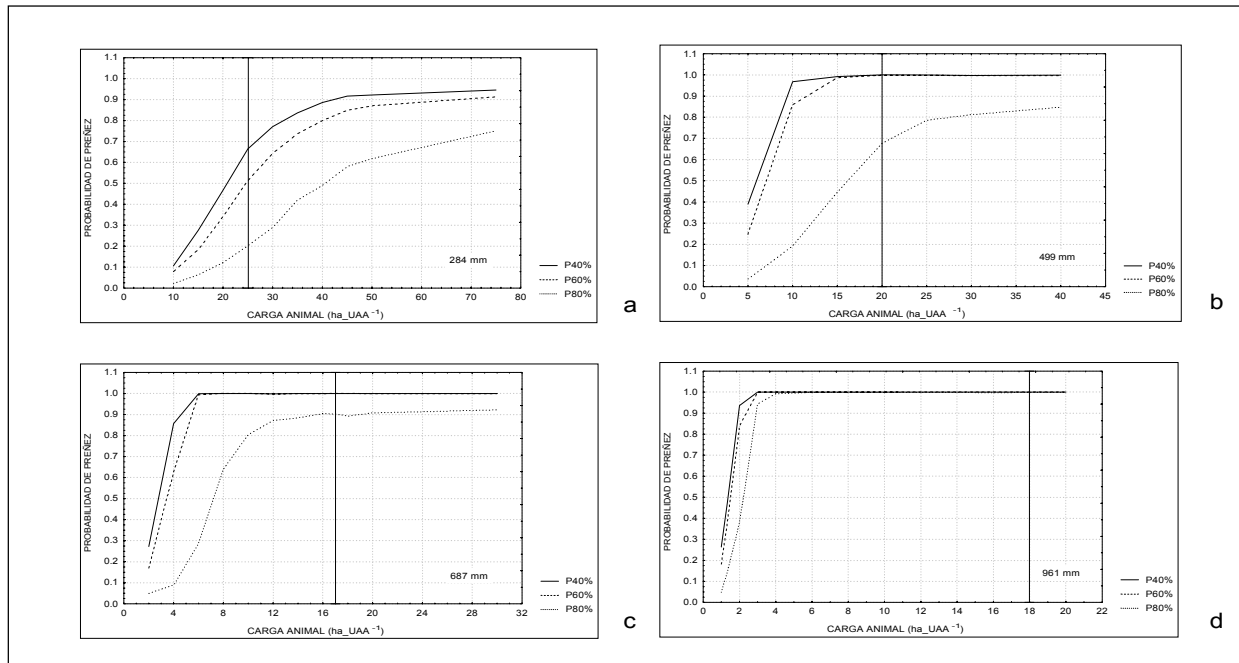 1.1
1.0
0.9
0.8
0.7
0.6
0.5
0.4
0.3
0.2
0.1
0.0
PROBABILIDAD DE PREÑEZ
0 10 20 30 40 50 60 70 80
CARGA ANIMAL (ha_UAA ⁻¹)
284 mm
P40%
P60%
P80%
a
1.1
1.0
0.9
0.8
0.7
0.6
0.5
0.4
0.3
0.2
0.1
0.0
PROBABILIDAD DE PREÑEZ
0 5 10 15 20 25 30 35 40 45
CARGA ANIMAL (ha_UAA ⁻¹)
499 mm
P40%
P60%
P80%
b
1.1
1.0
0.9
0.8
0.7
0.6
0.5
0.4
0.3
0.2
0.1
0.0
PROBABILIDAD DE PREÑEZ
0 4 8 12 16 20 24 28 32
CARGA ANIMAL (ha_UAA ⁻¹)
687 mm
P40%
P60%
P80%
c
1.1
1.0
0.9
0.8
0.7
0.6
0.5
0.4
0.3
0.2
0.1
0.0
PROBABILIDAD DE PREÑEZ
0 2 4 6 8 10 12 14 16 18 20 22
CARGA ANIMAL (ha_UAA ⁻¹)
961 mm
P40%
P60%
P80%
d